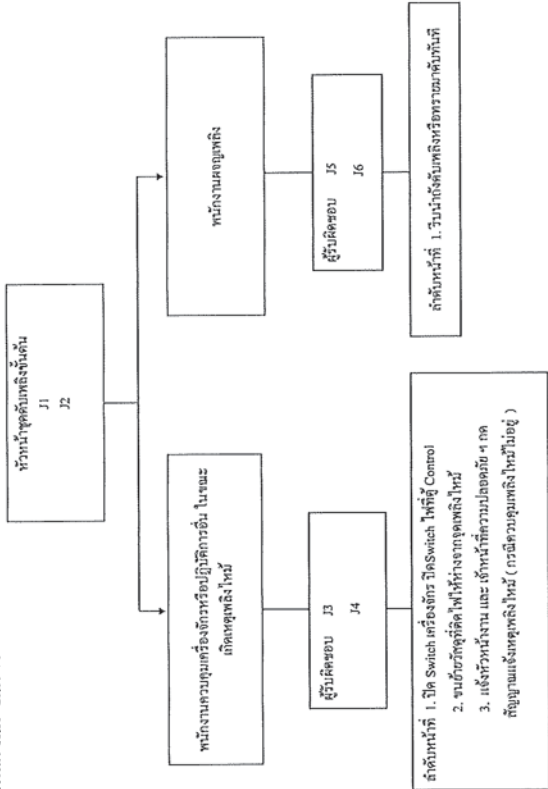 หัวหน้าชุดดับเพลิงขั้นต้น
J1
J2
พนักงานควบคุมเครื่องจักรหรือปฏิบัติการอื่น ในขณะ
เกิดเหตุเพลิงไหม้
พนักงานผจญเพลิง
ผู้รับผิดชอบ J3
J4
ผู้รับผิดชอบ J5
J6
ลำดับหน้าที่ 1. ปิด Switch เครื่องจักร ปิดSwitch ไฟที่ตู้ Control
2. ขนย้ายวัสดุที่ติดไฟให้ห่างจากจุดเพลิงไหม้
3. แจ้งหัวหน้างาน และ เจ้าหน้าที่ความปลอดภัย ฯ กด
สัญญาณแจ้งเหตุเพลิงไหม้ ( กรณีควบคุมเพลิงไหม้ไม่อยู่ )
ลำดับหน้าที่ 1. วิ่งนำถังดับเพลิงหรือทรายมาดับทันที